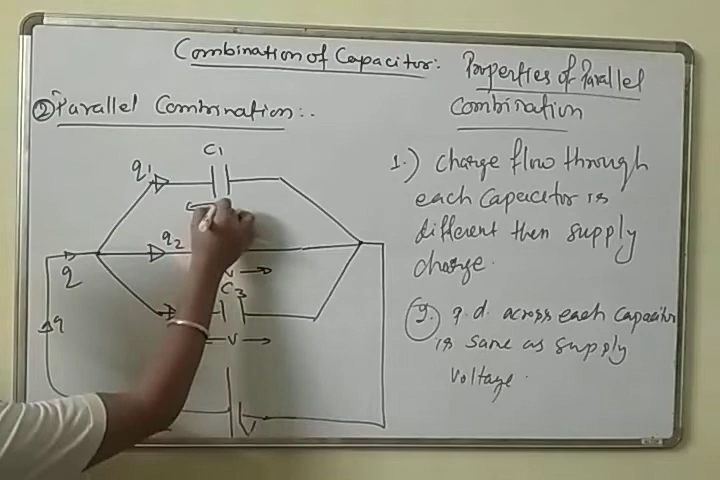 Combination of Capacitor:
② Parallel Combination:.
Properties of Parallel
Combination
1.) Charge flow through
each Capacitor is
different then supply
charge.
2. p.d. across each Capacitor
is same as supply
voltage.
C1
q1
q2
q
V
C3
q
V
V